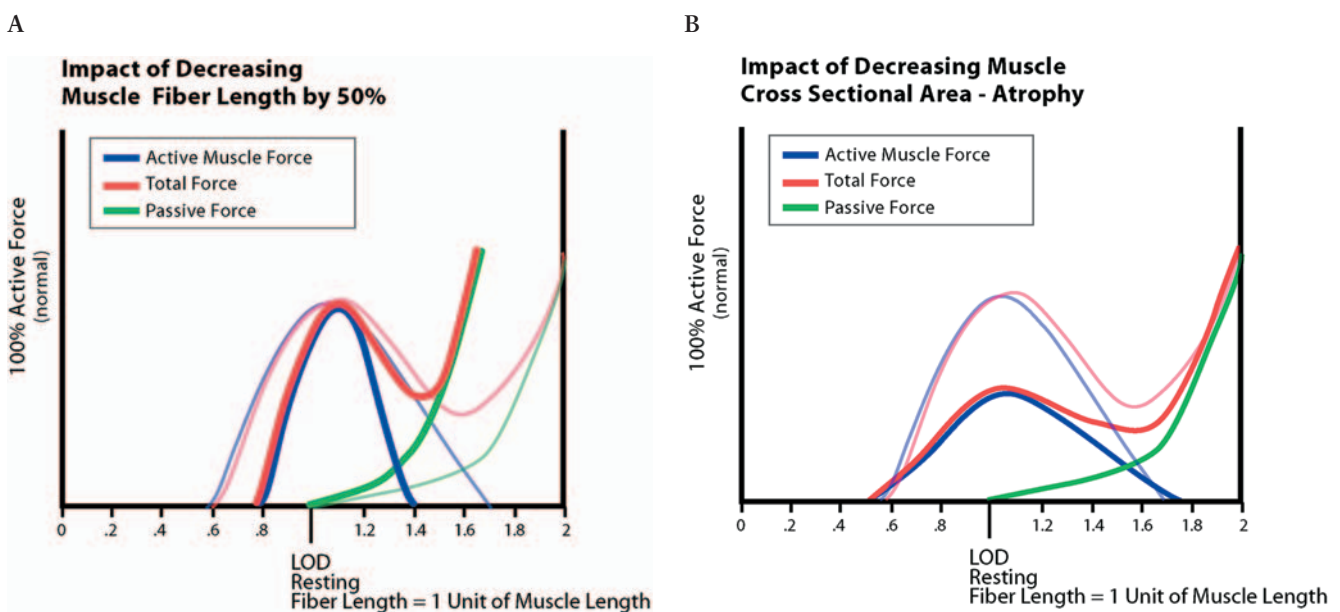 A
Impact of Decreasing
Muscle Fiber Length by 50%
Active Muscle Force
Total Force
Passive Force
100% Active Force
(normal)
0 .2 .4 .6 .8 1.2 1.4 1.6 1.8 2
LOD
Resting
Fiber Length = 1 Unit of Muscle Length
B
Impact of Decreasing Muscle
Cross Sectional Area - Atrophy
Active Muscle Force
Total Force
Passive Force
100% Active Force
(normal)
0 .2 .4 .6 .8 1.2 1.4 1.6 1.8 2
LOD
Resting
Fiber Length = 1 Unit of Muscle Length